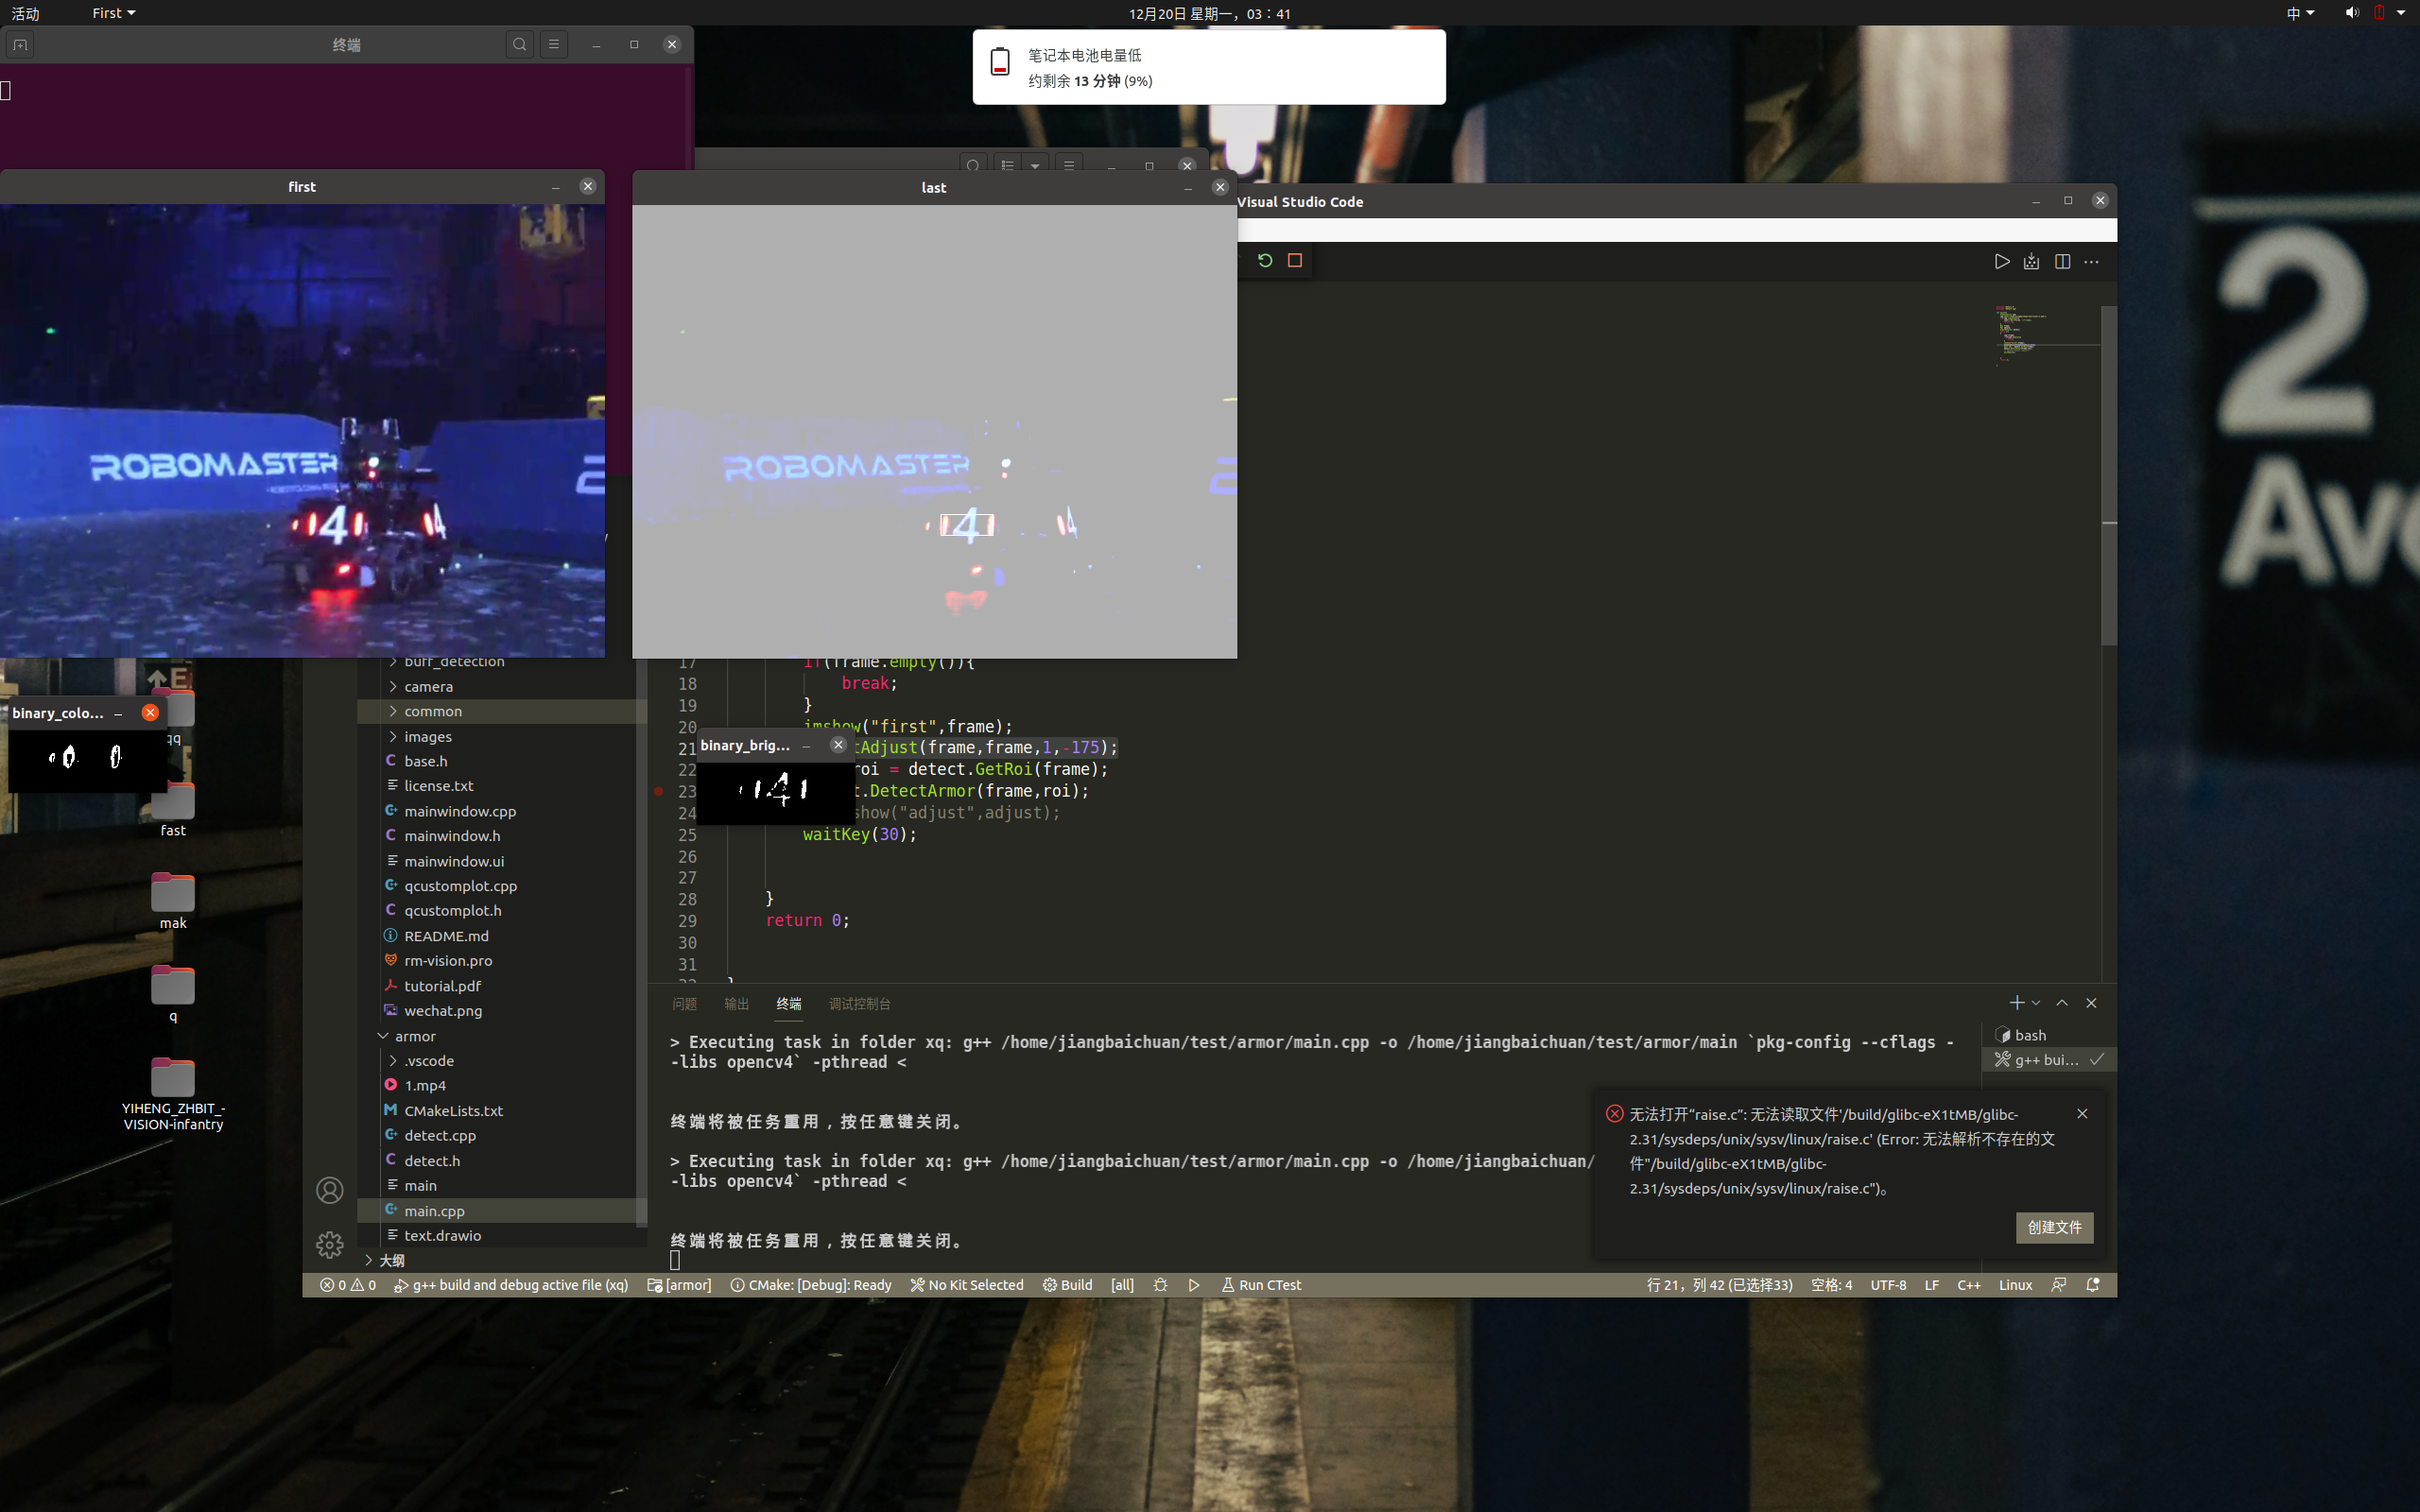 活动
First
12月20日 星期一，03：41
中
终端
笔记本电池电量低
约剩余 13 分钟 (9%)
first
last
Visual Studio Code
ROBOMASTER
4
4
ROBOMASTER
4
4
2
Ave
E
qq
fast
mak
q
YIHENG_ZHBIT_-
VISION-infantry
binary_colo...
binary_brig...
4
buff_detection
camera
common
images
base.h
license.txt
mainwindow.cpp
mainwindow.h
mainwindow.ui
qcustomplot.cpp
qcustomplot.h
README.md
rm-vision.pro
tutorial.pdf
wechat.png
armor
.vscode
1.mp4
CMakeLists.txt
detect.cpp
detect.h
main
main.cpp
text.drawio
大纲
17 if(frame.empty()){
18 break;
19 }
20 imshow("first",frame);
21 tAdjust(frame,frame,1,-175);
22 roi = detect.GetRoi(frame);
23 t.DetectArmor(frame,roi);
24 show("adjust",adjust);
25 waitKey(30);
26
27
28 }
29 return 0;
30
31
32 }
问题 输出 终端 调试控制台
> Executing task in folder xq: g++ /home/jiangbaichuan/test/armor/main.cpp -o /home/jiangbaichuan/test/armor/main `pkg-config --cflags -
-libs opencv4` -pthread <
终端将被任务重用，按任意键关闭。
> Executing task in folder xq: g++ /home/jiangbaichuan/test/armor/main.cpp -o /home/jiangbaichuan/
-libs opencv4` -pthread <
终端将被任务重用，按任意键关闭。
bash
g++ bui...
无法打开“raise.c”: 无法读取文件'/build/glibc-eX1tMB/glibc-
2.31/sysdeps/unix/sysv/linux/raise.c' (Error: 无法解析不存在的文
件"/build/glibc-eX1tMB/glibc-
2.31/sysdeps/unix/sysv/linux/raise.c")。
创建文件
0 0 g++ build and debug active file (xq) [armor] CMake: [Debug]: Ready No Kit Selected Build [all] Run CTest 行 21，列 42 (已选择33) 空格: 4 UTF-8 LF C++ Linux